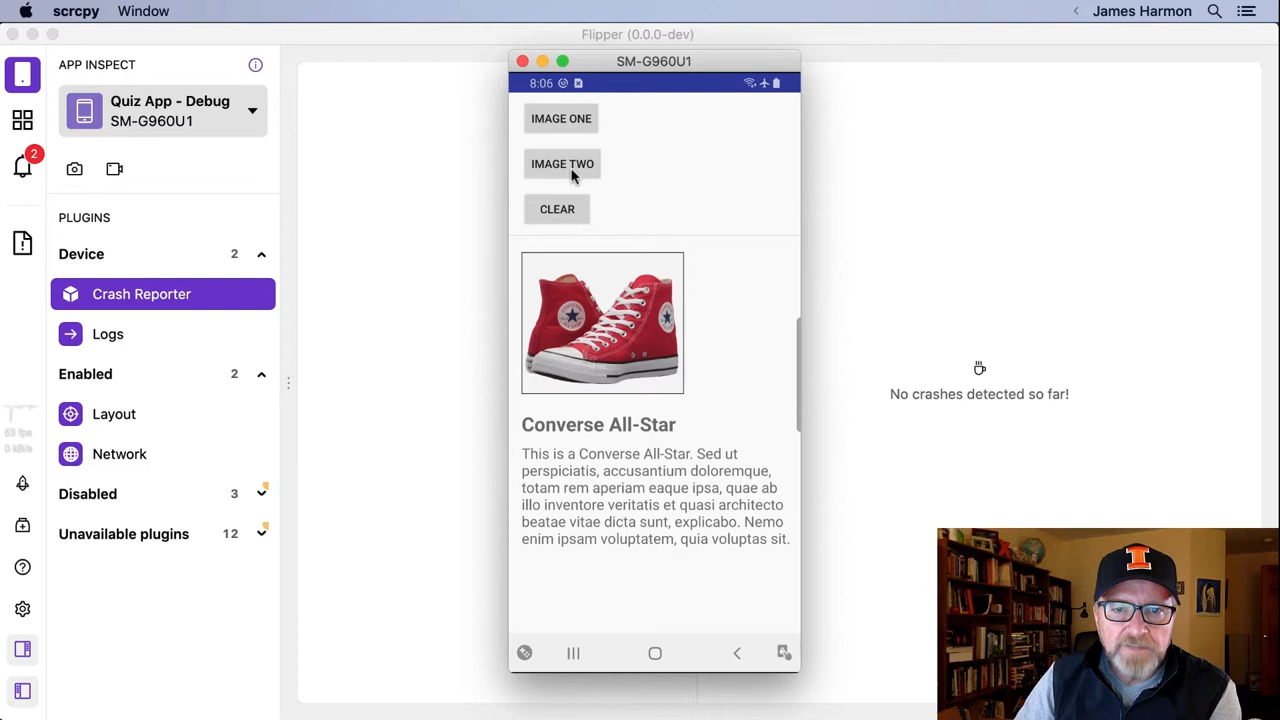 scrcpy Window James Harmon
Flipper (0.0.0-dev)
APP INSPECT
Quiz App - Debug
SM-G960U1
2
PLUGINS
Device 2
Crash Reporter
Logs
Enabled 2
Layout
Network
53 fps
0 kB/s
Disabled 3
Unavailable plugins 12
SM-G960U1
8:06
IMAGE ONE
IMAGE TWO
CLEAR
Converse All-Star
This is a Converse All-Star. Sed ut
perspiciatis, accusantium doloremque,
totam rem aperiam eaque ipsa, quae ab
illo inventore veritatis et quasi architecto
beatae vitae dicta sunt, explicabo. Nemo
enim ipsam voluptatem, quia voluptas sit.
No crashes detected so far!
I